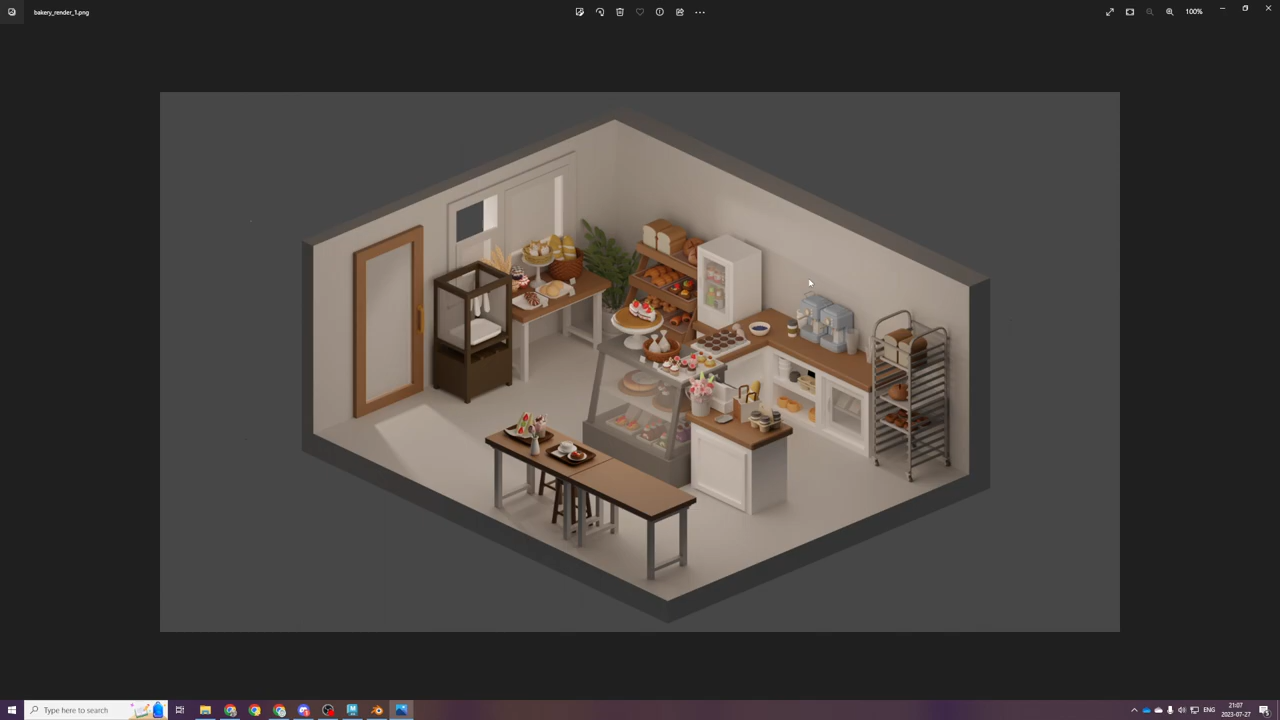 bakery_render_1.png
100%
Type here to search
ENG
21:07
2023-07-27